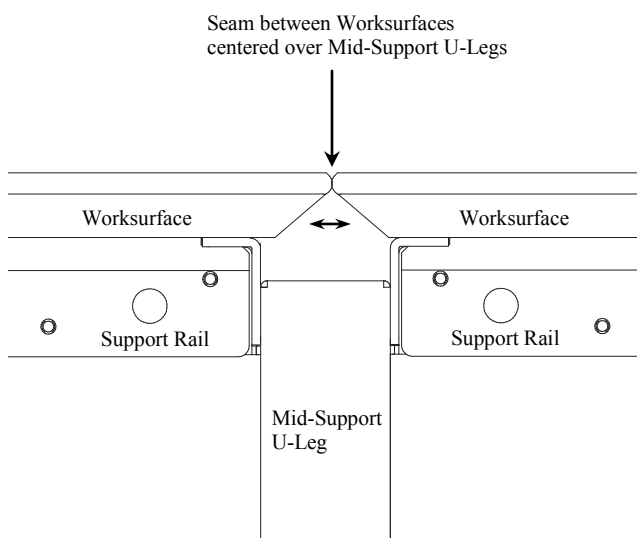 Seam between Worksurfaces
centered over Mid-Support U-Legs
Worksurface
Worksurface
Support Rail
Support Rail
Mid-Support
U-Leg